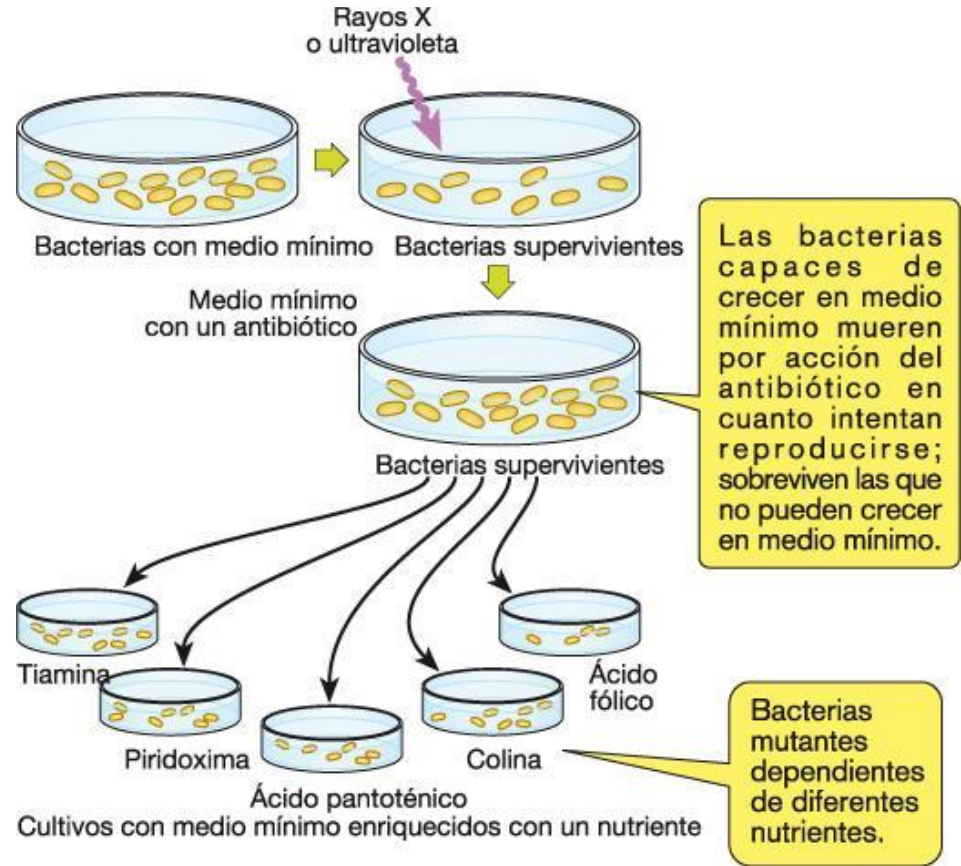 Rayos X
o ultravioleta
Bacterias con medio mínimo
Bacterias supervivientes
Medio mínimo
con un antibiótico
Las bacterias
capaces de
crecer en medio
mínimo mueren
por acción del
antibiótico en
cuanto intentan
reproducirse;
sobreviven las que
no pueden crecer
en medio mínimo.
Bacterias supervivientes
Tiamina
Piridoxima
Ácido pantoténico
Colina
Ácido
fólico
Bacterias
mutantes
dependientes
de diferentes
nutrientes.
Cultivos con medio mínimo enriquecidos con un nutriente